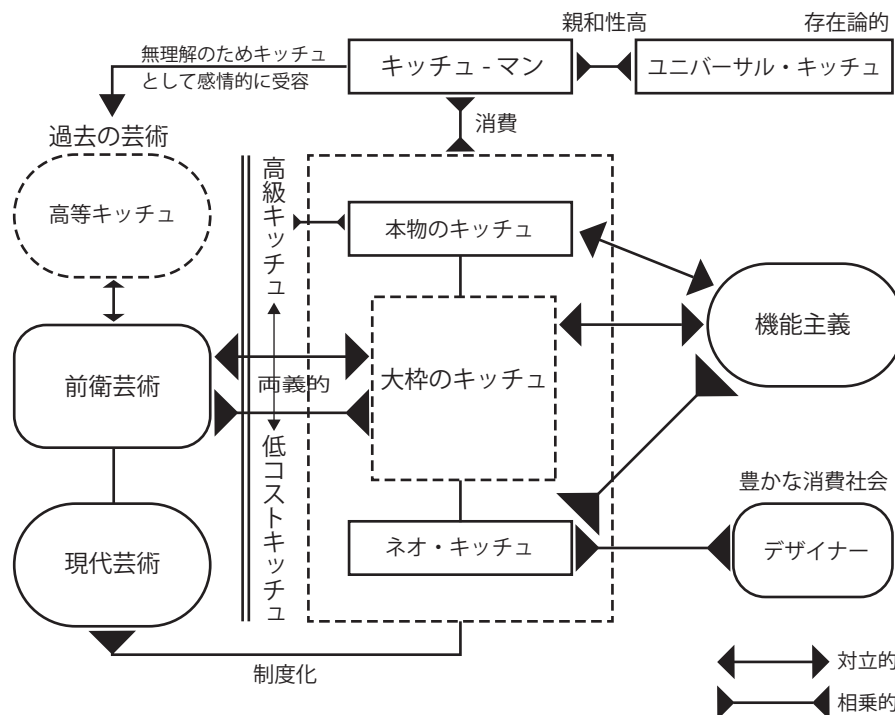 親和性高
存在論的
無理解のためキッチュ
として感情的に受容
キッチュ - マン
ユニバーサル・キッチュ
消費
過去の芸術
高等キッチュ
高級キッチュ
本物のキッチュ
機能主義
大枠のキッチュ
前衛芸術
両義的
低コストキッチュ
豊かな消費社会
ネオ・キッチュ
デザイナー
現代芸術
制度化
対立的
相乗的